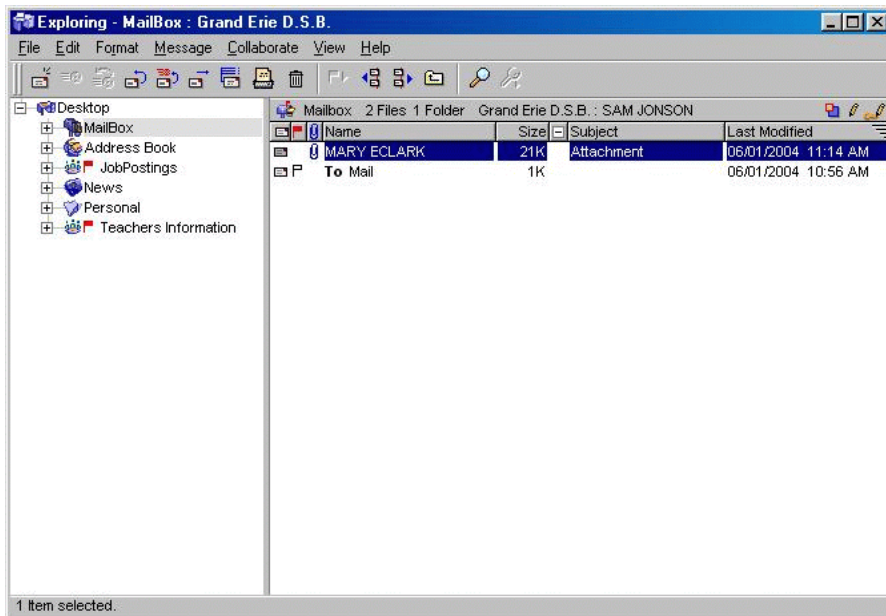 Exploring - MailBox : Grand Erie D.S.B.
File Edit Format Message Collaborate View Help
Desktop
MailBox
Address Book
JobPostings
News
Personal
Teachers Information
Mailbox 2 Files 1 Folder Grand Erie D.S.B. : SAM JONSON
Name Size Subject Last Modified
MARY ECLARK 21K Attachment 06/01/2004 11:14 AM
To Mail 1K 06/01/2004 10:56 AM
1 Item selected.